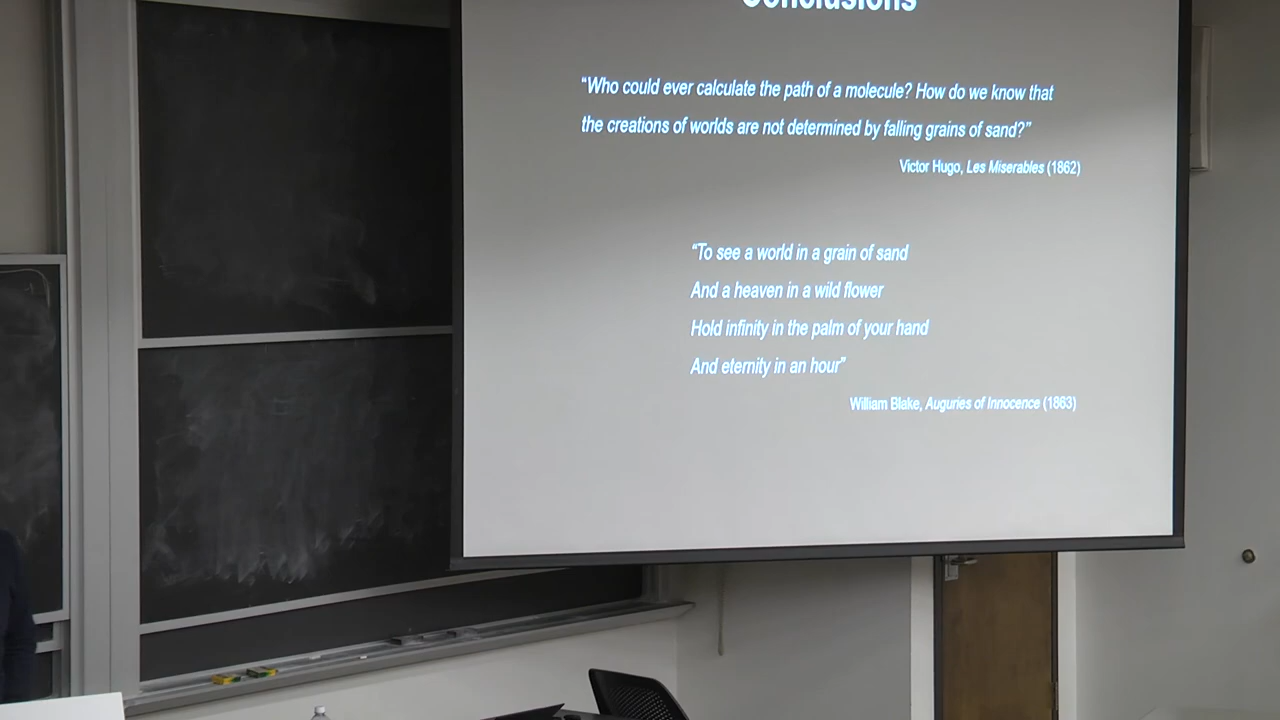 Conclusions
"Who could ever calculate the path of a molecule? How do we know that
the creations of worlds are not determined by falling grains of sand?"
Victor Hugo, Les Miserables (1862)
"To see a world in a grain of sand
And a heaven in a wild flower
Hold infinity in the palm of your hand
And eternity in an hour"
William Blake, Auguries of Innocence (1863)